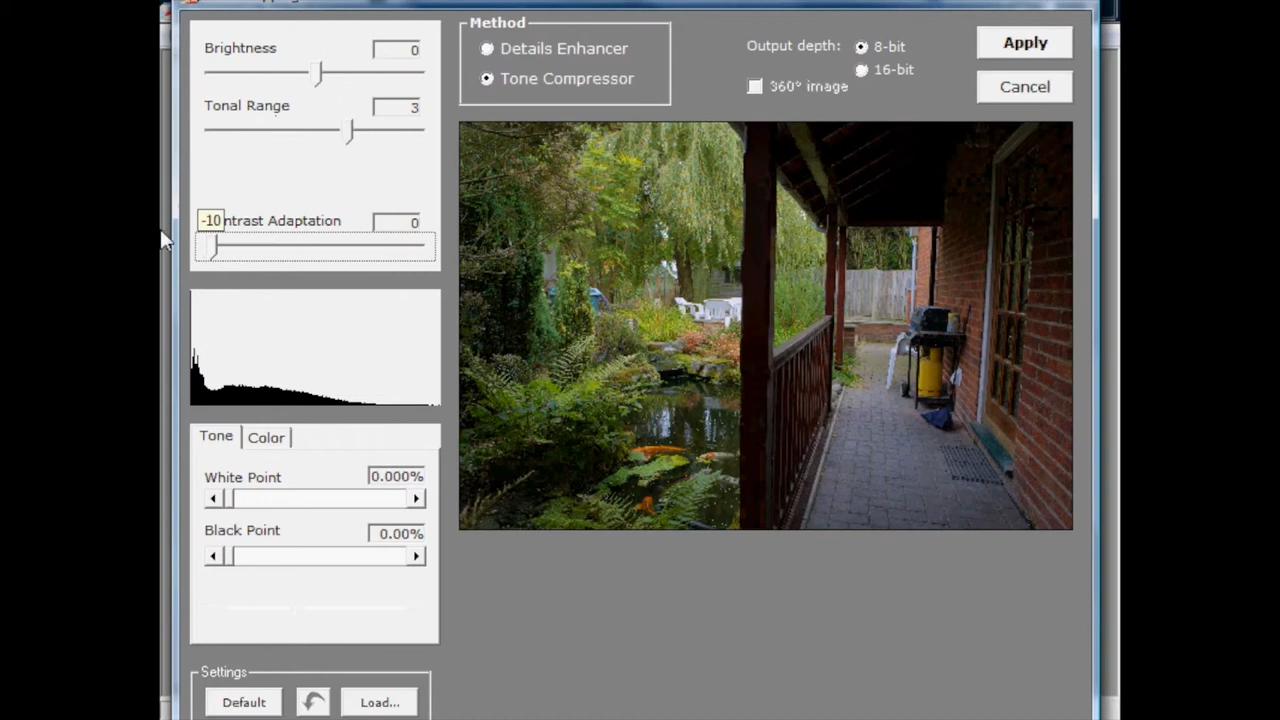 Brightness
0
Tonal Range
3
-10
ntrast Adaptation
0
Tone
Color
White Point
0.000%
Black Point
0.00%
Settings
Default
Load...
Method
Details Enhancer
Tone Compressor
Output depth:
8-bit
16-bit
360° image
Apply
Cancel